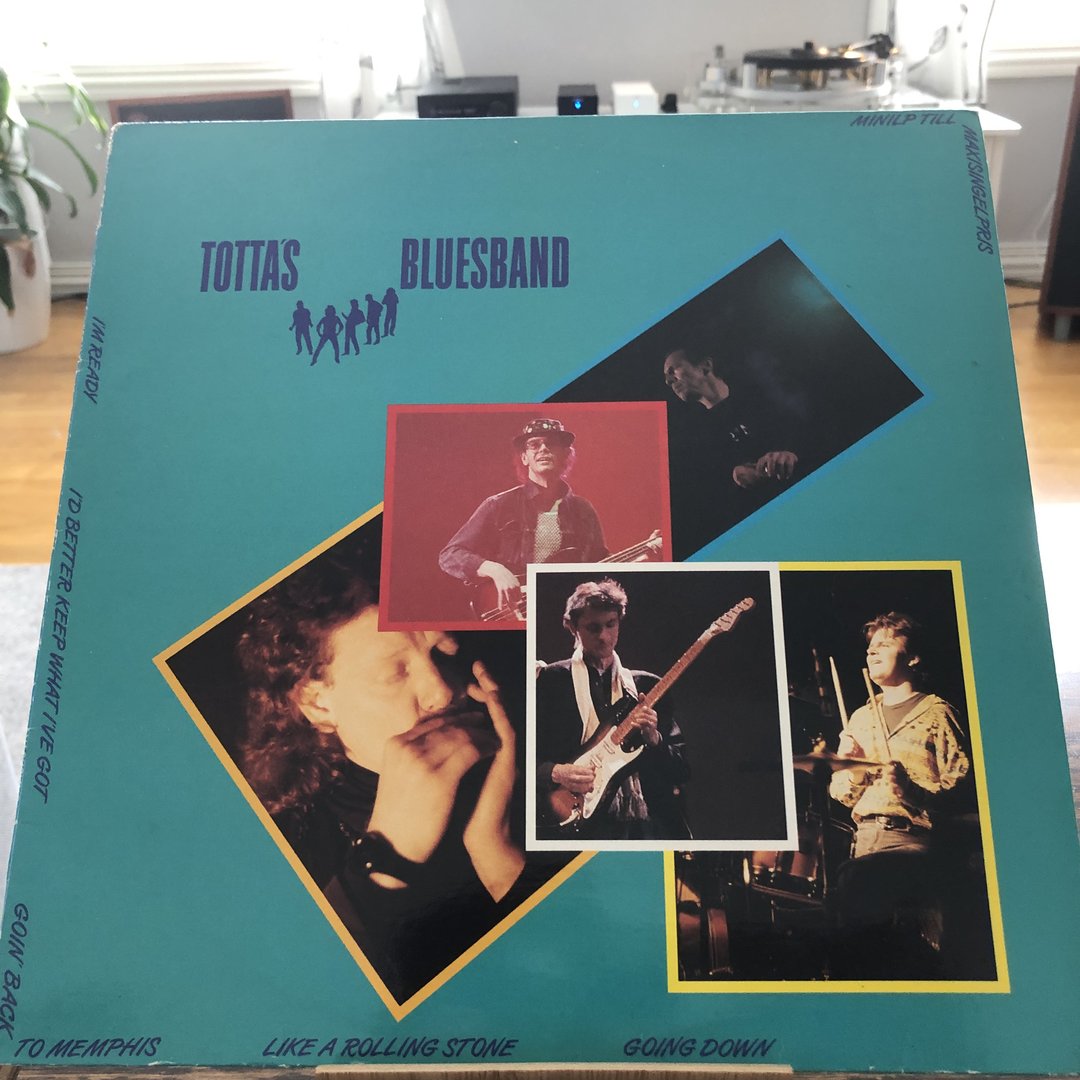 MINILP TILL
MAXISINGELPRIS
TOTTA'S BLUESBAND
I'M READY
I'D BETTER KEEP WHAT I'VE GOT
GOIN' BACK
TO MEMPHIS
LIKE A ROLLING STONE
GOING DOWN